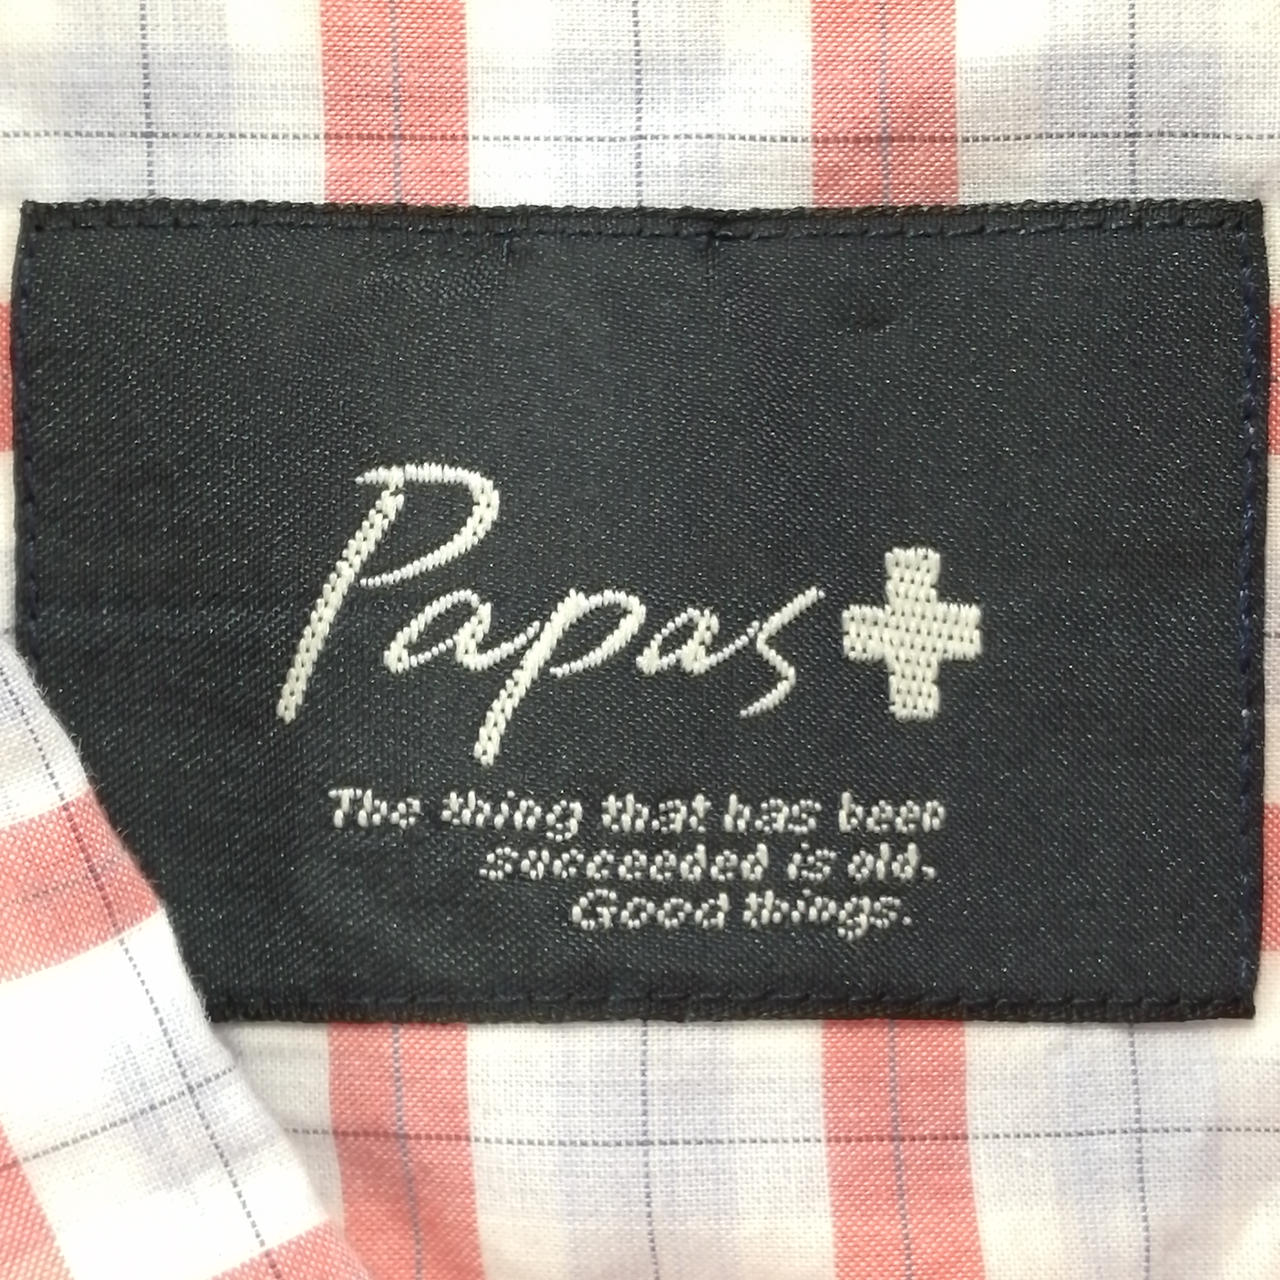 Papas+
The thing that has been
succeeded is old.
Good things.